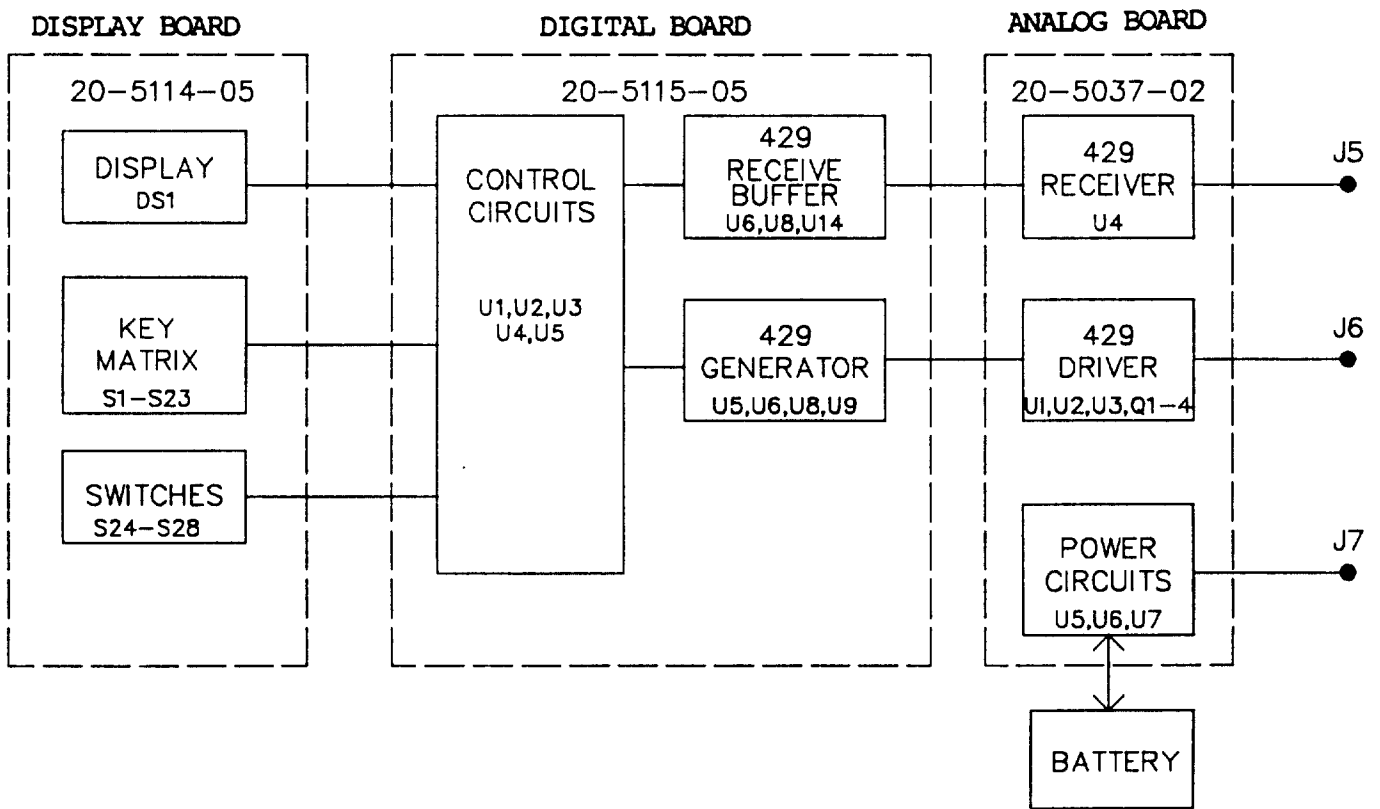 DISPLAY BOARD
20-5114-05
DISPLAY
DS1
KEY
MATRIX
S1-S23
SWITCHES
S24-S28
DIGITAL BOARD
20-5115-05
CONTROL
CIRCUITS
U1,U2,U3
U4,U5
429
RECEIVE
BUFFER
U6,U8,U14
429
GENERATOR
U5,U6,U8,U9
ANALOG BOARD
20-5037-02
429
RECEIVER
U4
429
DRIVER
U1,U2,U3,Q1-4
POWER
CIRCUITS
U5,U6,U7
BATTERY
J5
J6
J7